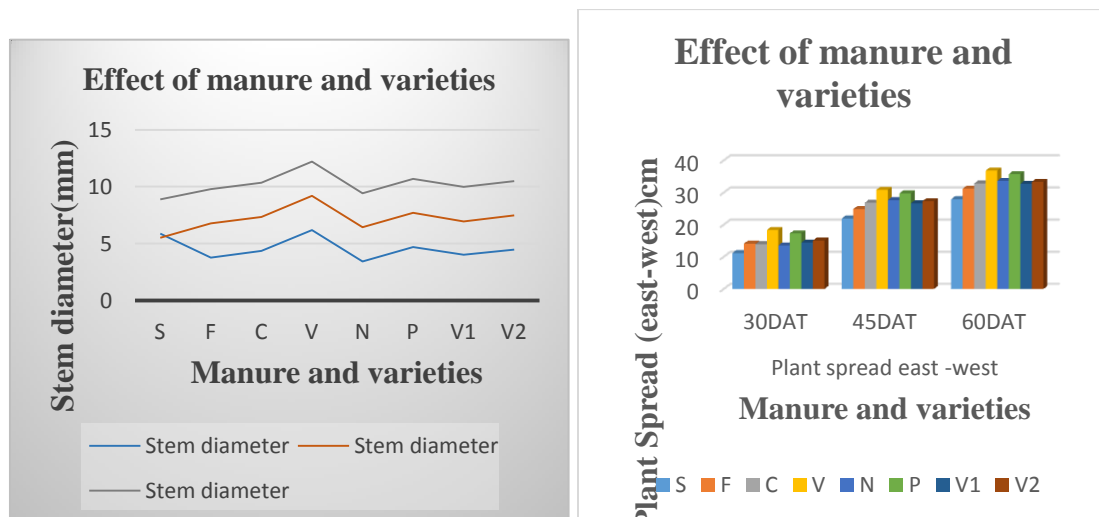 Effect of manure and varieties
Stem diameter(mm)
15
10
5
0
S F C V N P V1 V2
Manure and varieties
Stem diameter Stem diameter
Stem diameter
Effect of manure and
varieties
Plant Spread (east-west)cm
40
30
20
10
0
30DAT 45DAT 60DAT
Plant spread east -west
Manure and varieties
S F C V N P V1 V2